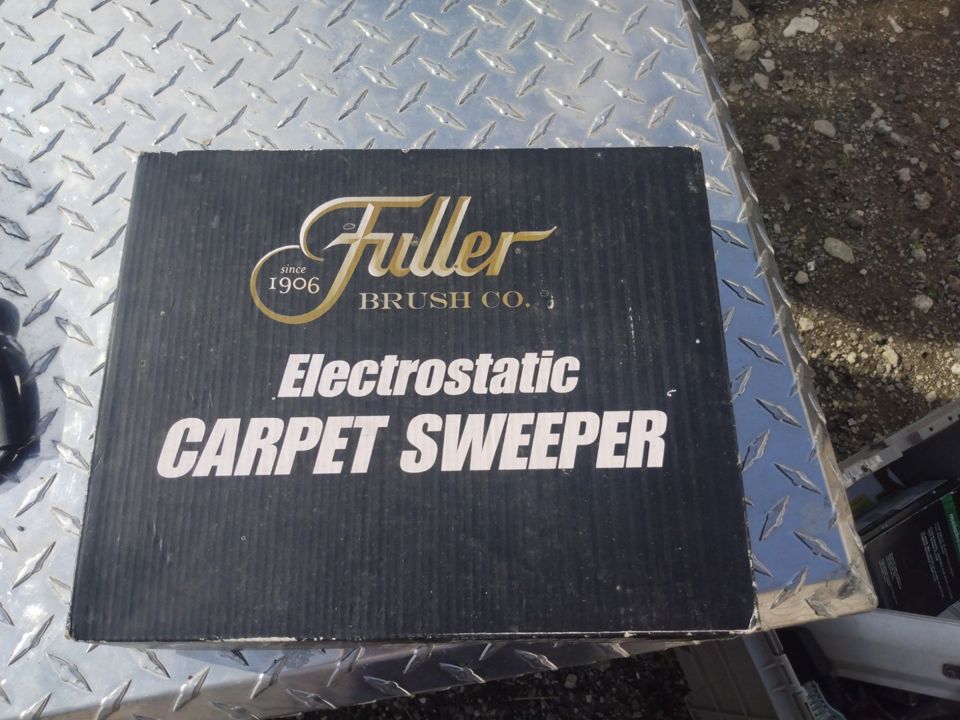 Fuller
since
1906
BRUSH CO.
Electrostatic
CARPET SWEEPER